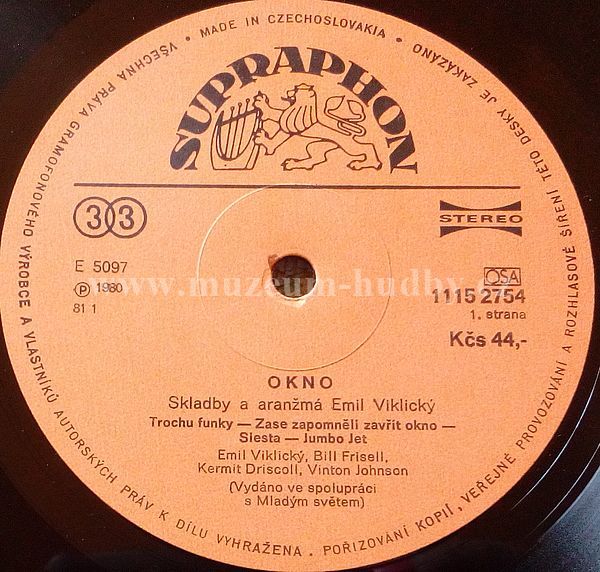 VŠECHNA PRÁVA GRAMOFONOVÉHO VÝROBCE A VLASTNÍKŮ AUTORSKÝCH PRÁV K DÍLU VYHRAŽENA · POŘIZOVÁNÍ KOPIÍ, VEŘEJNÉ PROVOZOVÁNÍ A ROZHLASOVÉ ŠÍŘENÍ TÉTO DESKY JE ZAKÁZÁNO
• MADE IN CZECHOSLOVAKIA •
SUPRAPHON
33
STEREO
E 5097
OSA
℗ 1980
1115 2754
www.muzeum-hudby.cz
81 1
1. strana
Kčs 44,-
OKNO
Skladby a aranžmá Emil Viklický
Trochu funky — Zase zapomněli zavřít okno —
Siesta — Jumbo Jet
Emil Viklický, Bill Frisell,
Kermit Driscoll, Vinton Johnson
(Vydáno ve spolupráci
s Mladým světem)